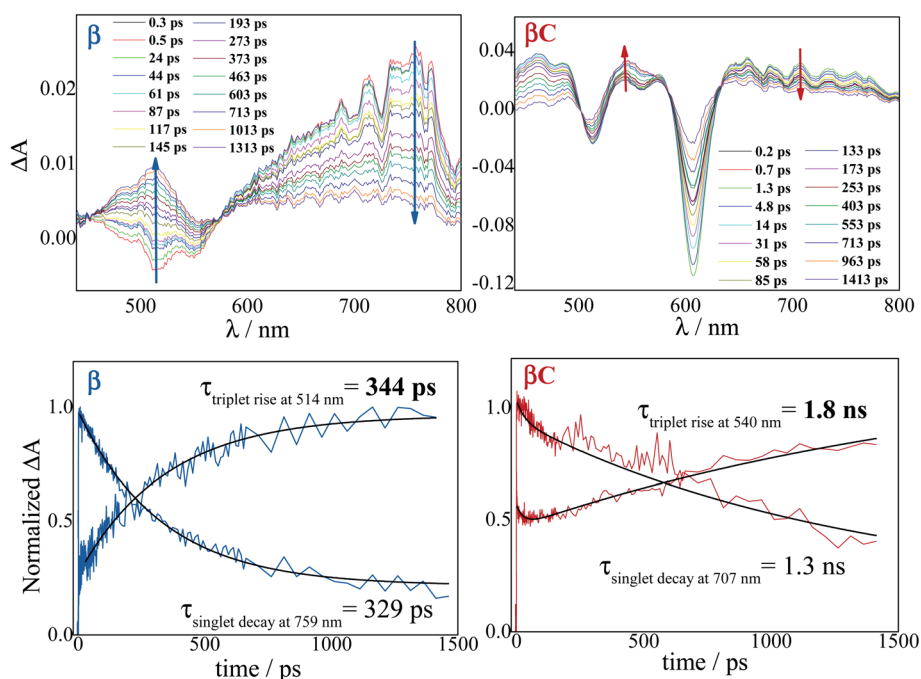 β
0.3 ps 193 ps
0.5 ps 273 ps
24 ps 373 ps
44 ps 463 ps
61 ps 603 ps
87 ps 713 ps
117 ps 1013 ps
145 ps 1313 ps
0.02
0.01
0.00
ΔA
500 600 700 800
λ / nm
βC
0.04
0.00
-0.04
-0.08
-0.12
0.2 ps 133 ps
0.7 ps 173 ps
1.3 ps 253 ps
4.8 ps 403 ps
14 ps 553 ps
31 ps 713 ps
58 ps 963 ps
85 ps 1413 ps
500 600 700 800
λ / nm
β
τtriplet rise at 514 nm = 344 ps
1.0
0.5
0.0
Normalized ΔA
τsinglet decay at 759 nm = 329 ps
0 500 1000 1500
time / ps
βC
τtriplet rise at 540 nm = 1.8 ns
1.0
0.5
0.0
τsinglet decay at 707 nm = 1.3 ns
0 500 1000 1500
time / ps